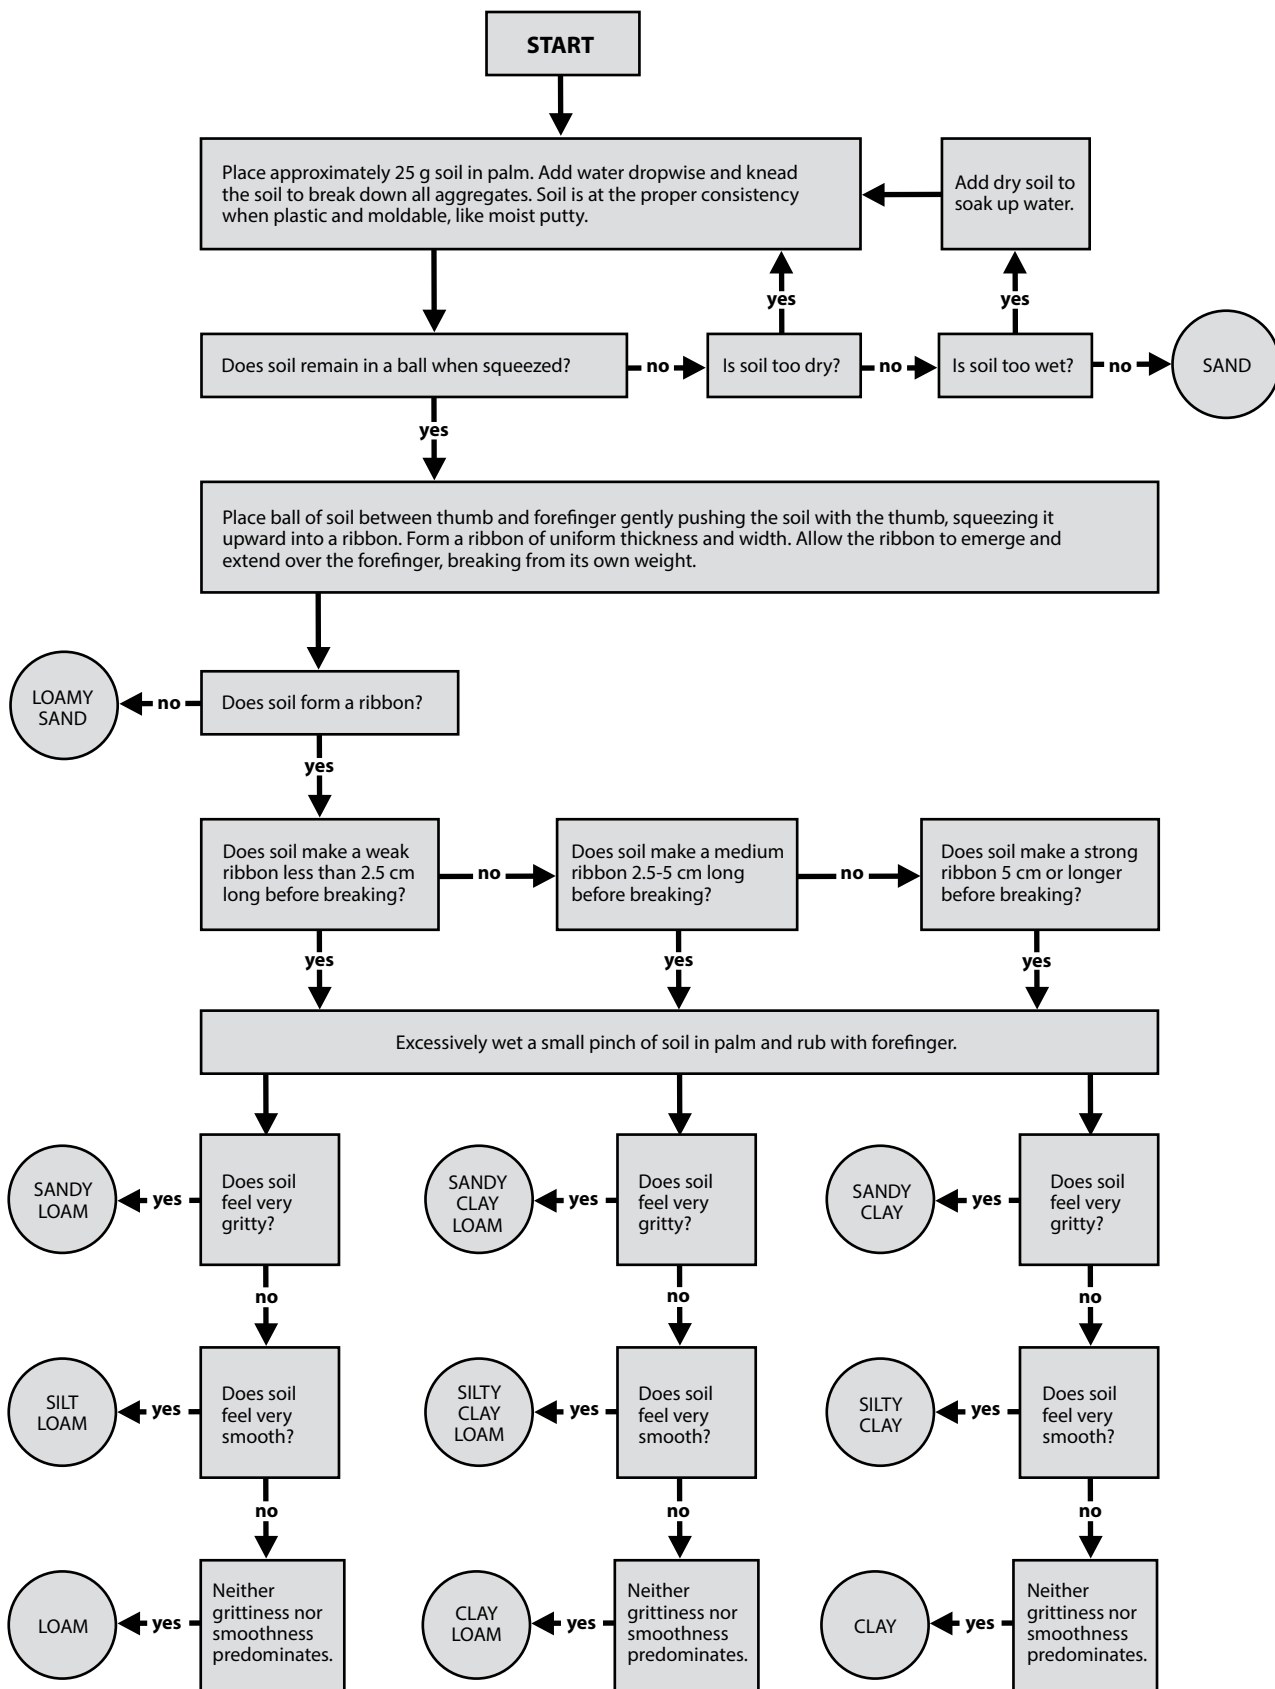 START
Place approximately 25 g soil in palm. Add water dropwise and knead
the soil to break down all aggregates. Soil is at the proper consistency
when plastic and moldable, like moist putty.
Add dry soil to
soak up water.
yes
yes
Does soil remain in a ball when squeezed?
no
Is soil too dry?
no
Is soil too wet?
no
SAND
yes
Place ball of soil between thumb and forefinger gently pushing the soil with the thumb, squeezing it
upward into a ribbon. Form a ribbon of uniform thickness and width. Allow the ribbon to emerge and
extend over the forefinger, breaking from its own weight.
LOAMY
SAND
no
Does soil form a ribbon?
yes
Does soil make a weak
ribbon less than 2.5 cm
long before breaking?
no
Does soil make a medium
ribbon 2.5-5 cm long
before breaking?
no
Does soil make a strong
ribbon 5 cm or longer
before breaking?
yes
yes
yes
Excessively wet a small pinch of soil in palm and rub with forefinger.
SANDY
LOAM
yes
Does soil
feel very
gritty?
SANDY
CLAY
LOAM
yes
Does soil
feel very
gritty?
SANDY
CLAY
yes
Does soil
feel very
gritty?
no
no
no
SILT
LOAM
yes
Does soil
feel very
smooth?
SILTY
CLAY
LOAM
yes
Does soil
feel very
smooth?
SILTY
CLAY
yes
Does soil
feel very
smooth?
no
no
no
LOAM
yes
Neither
grittiness nor
smoothness
predominates.
CLAY
LOAM
yes
Neither
grittiness nor
smoothness
predominates.
CLAY
yes
Neither
grittiness nor
smoothness
predominates.